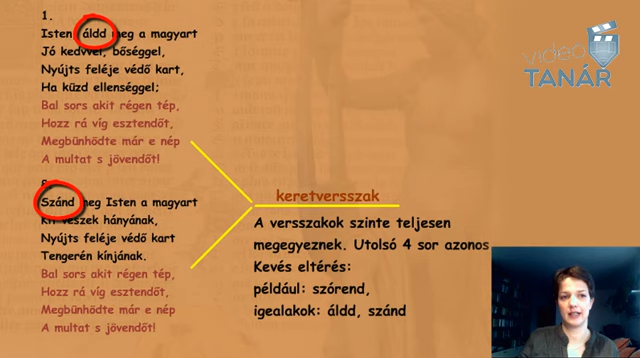 1.
Isten áldd meg a magyart
Jó kedvvel, bőséggel,
Nyújts feléje védő kart,
Ha küzd ellenséggel;
Bal sors akit régen tép,
Hozz rá víg esztendőt,
Megbűnhödte már e nép
A multat s jövendőt!
Szánd meg Isten a magyart
Kit vészek hányának,
Nyújts feléje védő kart
Tengerén kínjának.
Bal sors akit régen tép,
Hozz rá víg esztendőt,
Megbűnhödte már e nép
A multat s jövendőt!
keretversszak
A versszakok szinte teljesen
megegyeznek. Utolsó 4 sor azonos
Kevés eltérés:
például: szórend,
igealakok: áldd, szánd
video
TANÁR